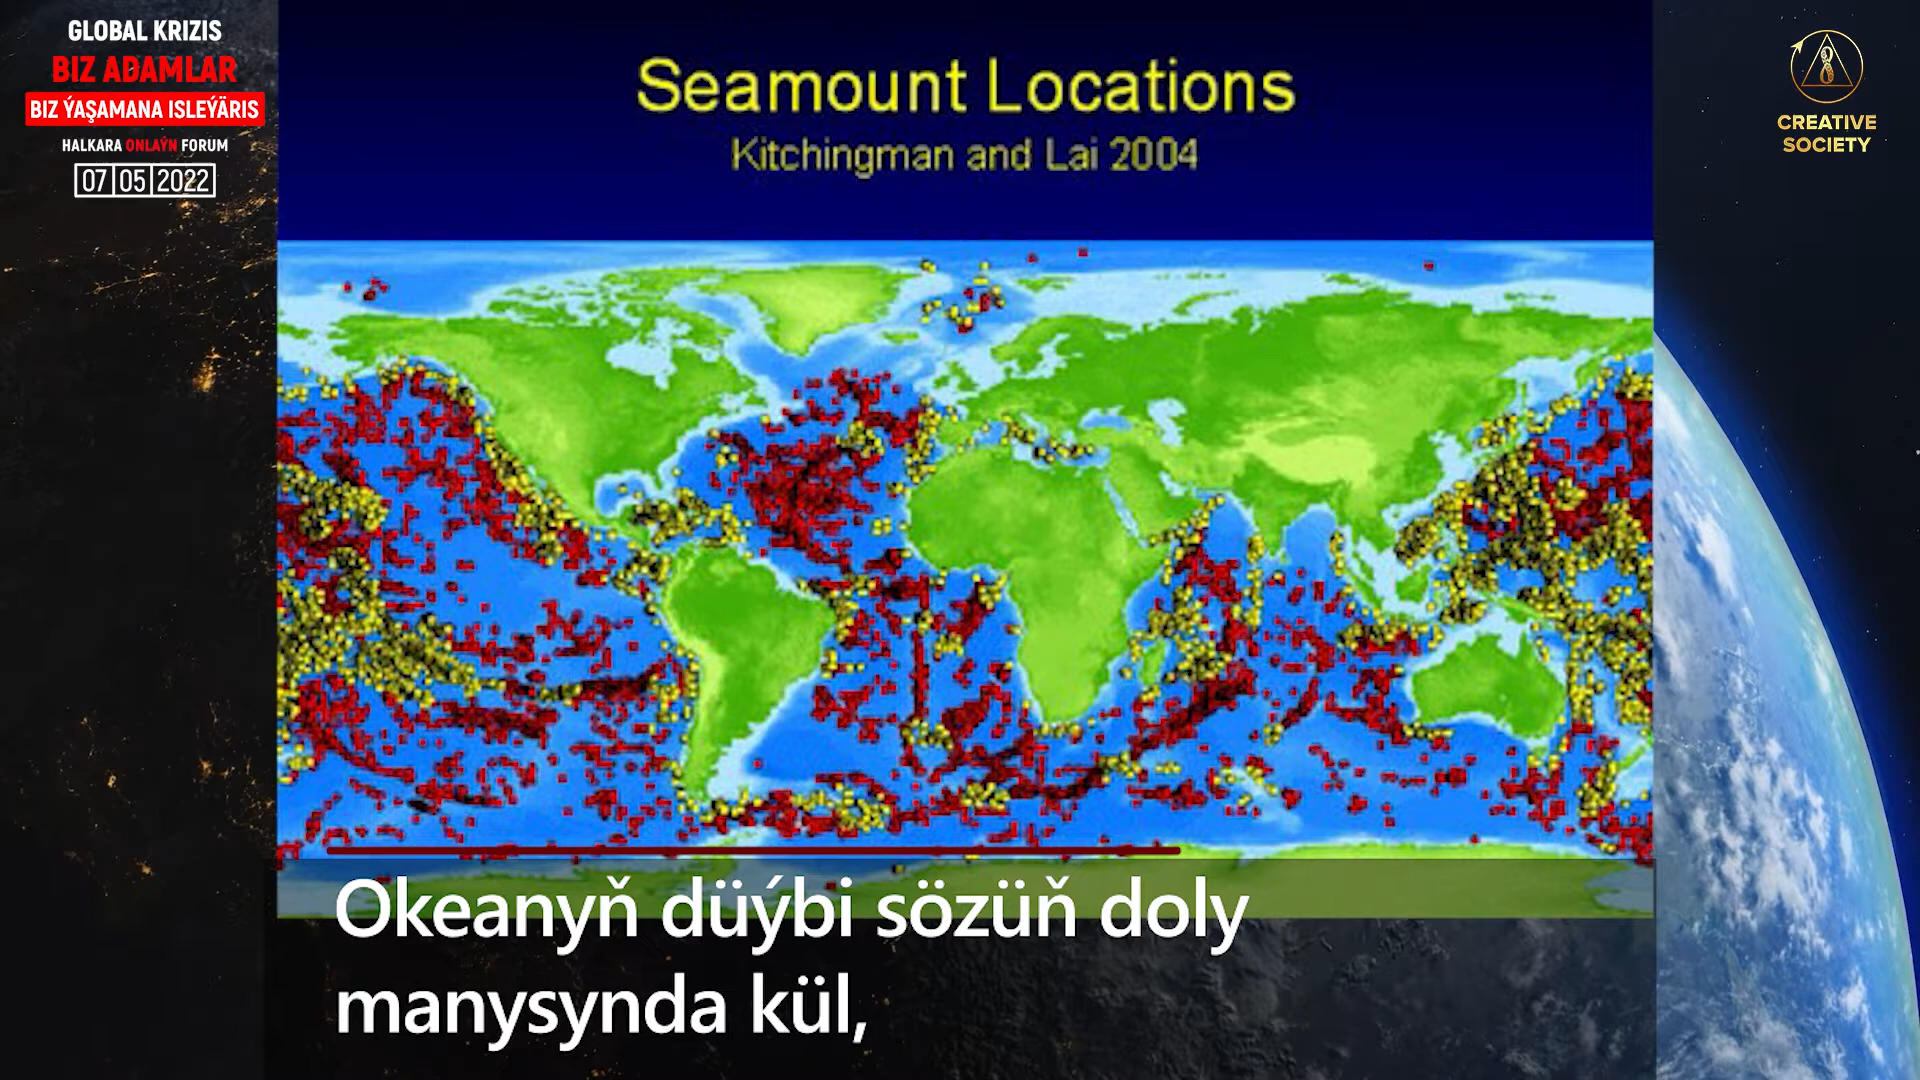 GLOBAL KRIZIS
BIZ ADAMLAR
BIZ ÝAŞAMANA ISLEÝÄRIS
HALKARA ONLAÝN FORUM
07 05 2022
Seamount Locations
Kitchingman and Lai 2004
CREATIVE
SOCIETY
Okeanyň düýbi sözüň doly
manysynda kül,